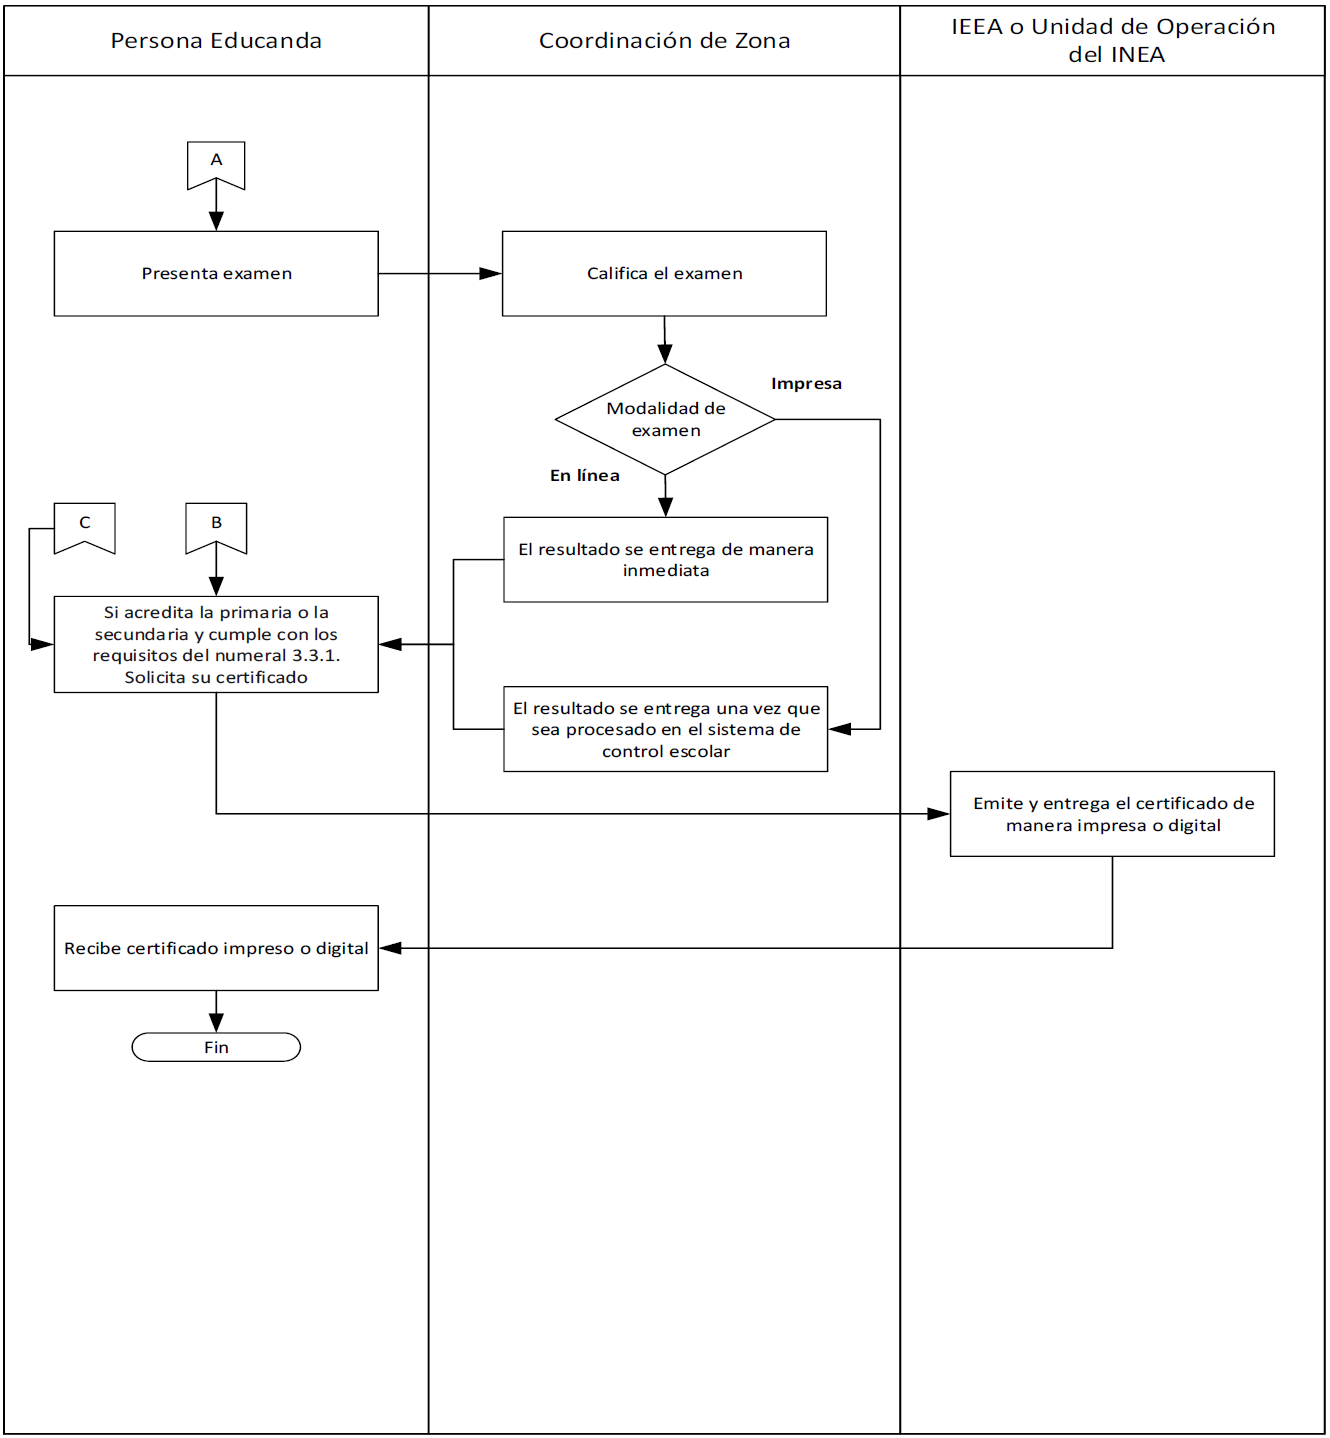 Persona Educanda
Coordinación de Zona
IEEA o Unidad de Operación
del INEA
A
Presenta examen
Califica el examen
Impresa
Modalidad de
examen
En línea
C
B
El resultado se entrega de manera
inmediata
Si acredita la primaria o la
secundaria y cumple con los
requisitos del numeral 3.3.1.
Solicita su certificado
El resultado se entrega una vez que
sea procesado en el sistema de
control escolar
Emite y entrega el certificado de
manera impresa o digital
Recibe certificado impreso o digital
Fin